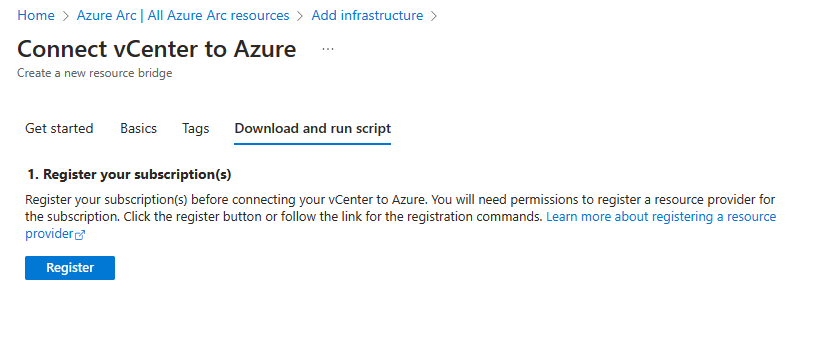 Home > Azure Arc | All Azure Arc resources > Add infrastructure >
Connect vCenter to Azure ...
Create a new resource bridge
Get started Basics Tags Download and run script
1. Register your subscription(s)
Register your subscription(s) before connecting your vCenter to Azure. You will need permissions to register a resource provider for
the subscription. Click the register button or follow the link for the registration commands. Learn more about registering a resource
provider
Register